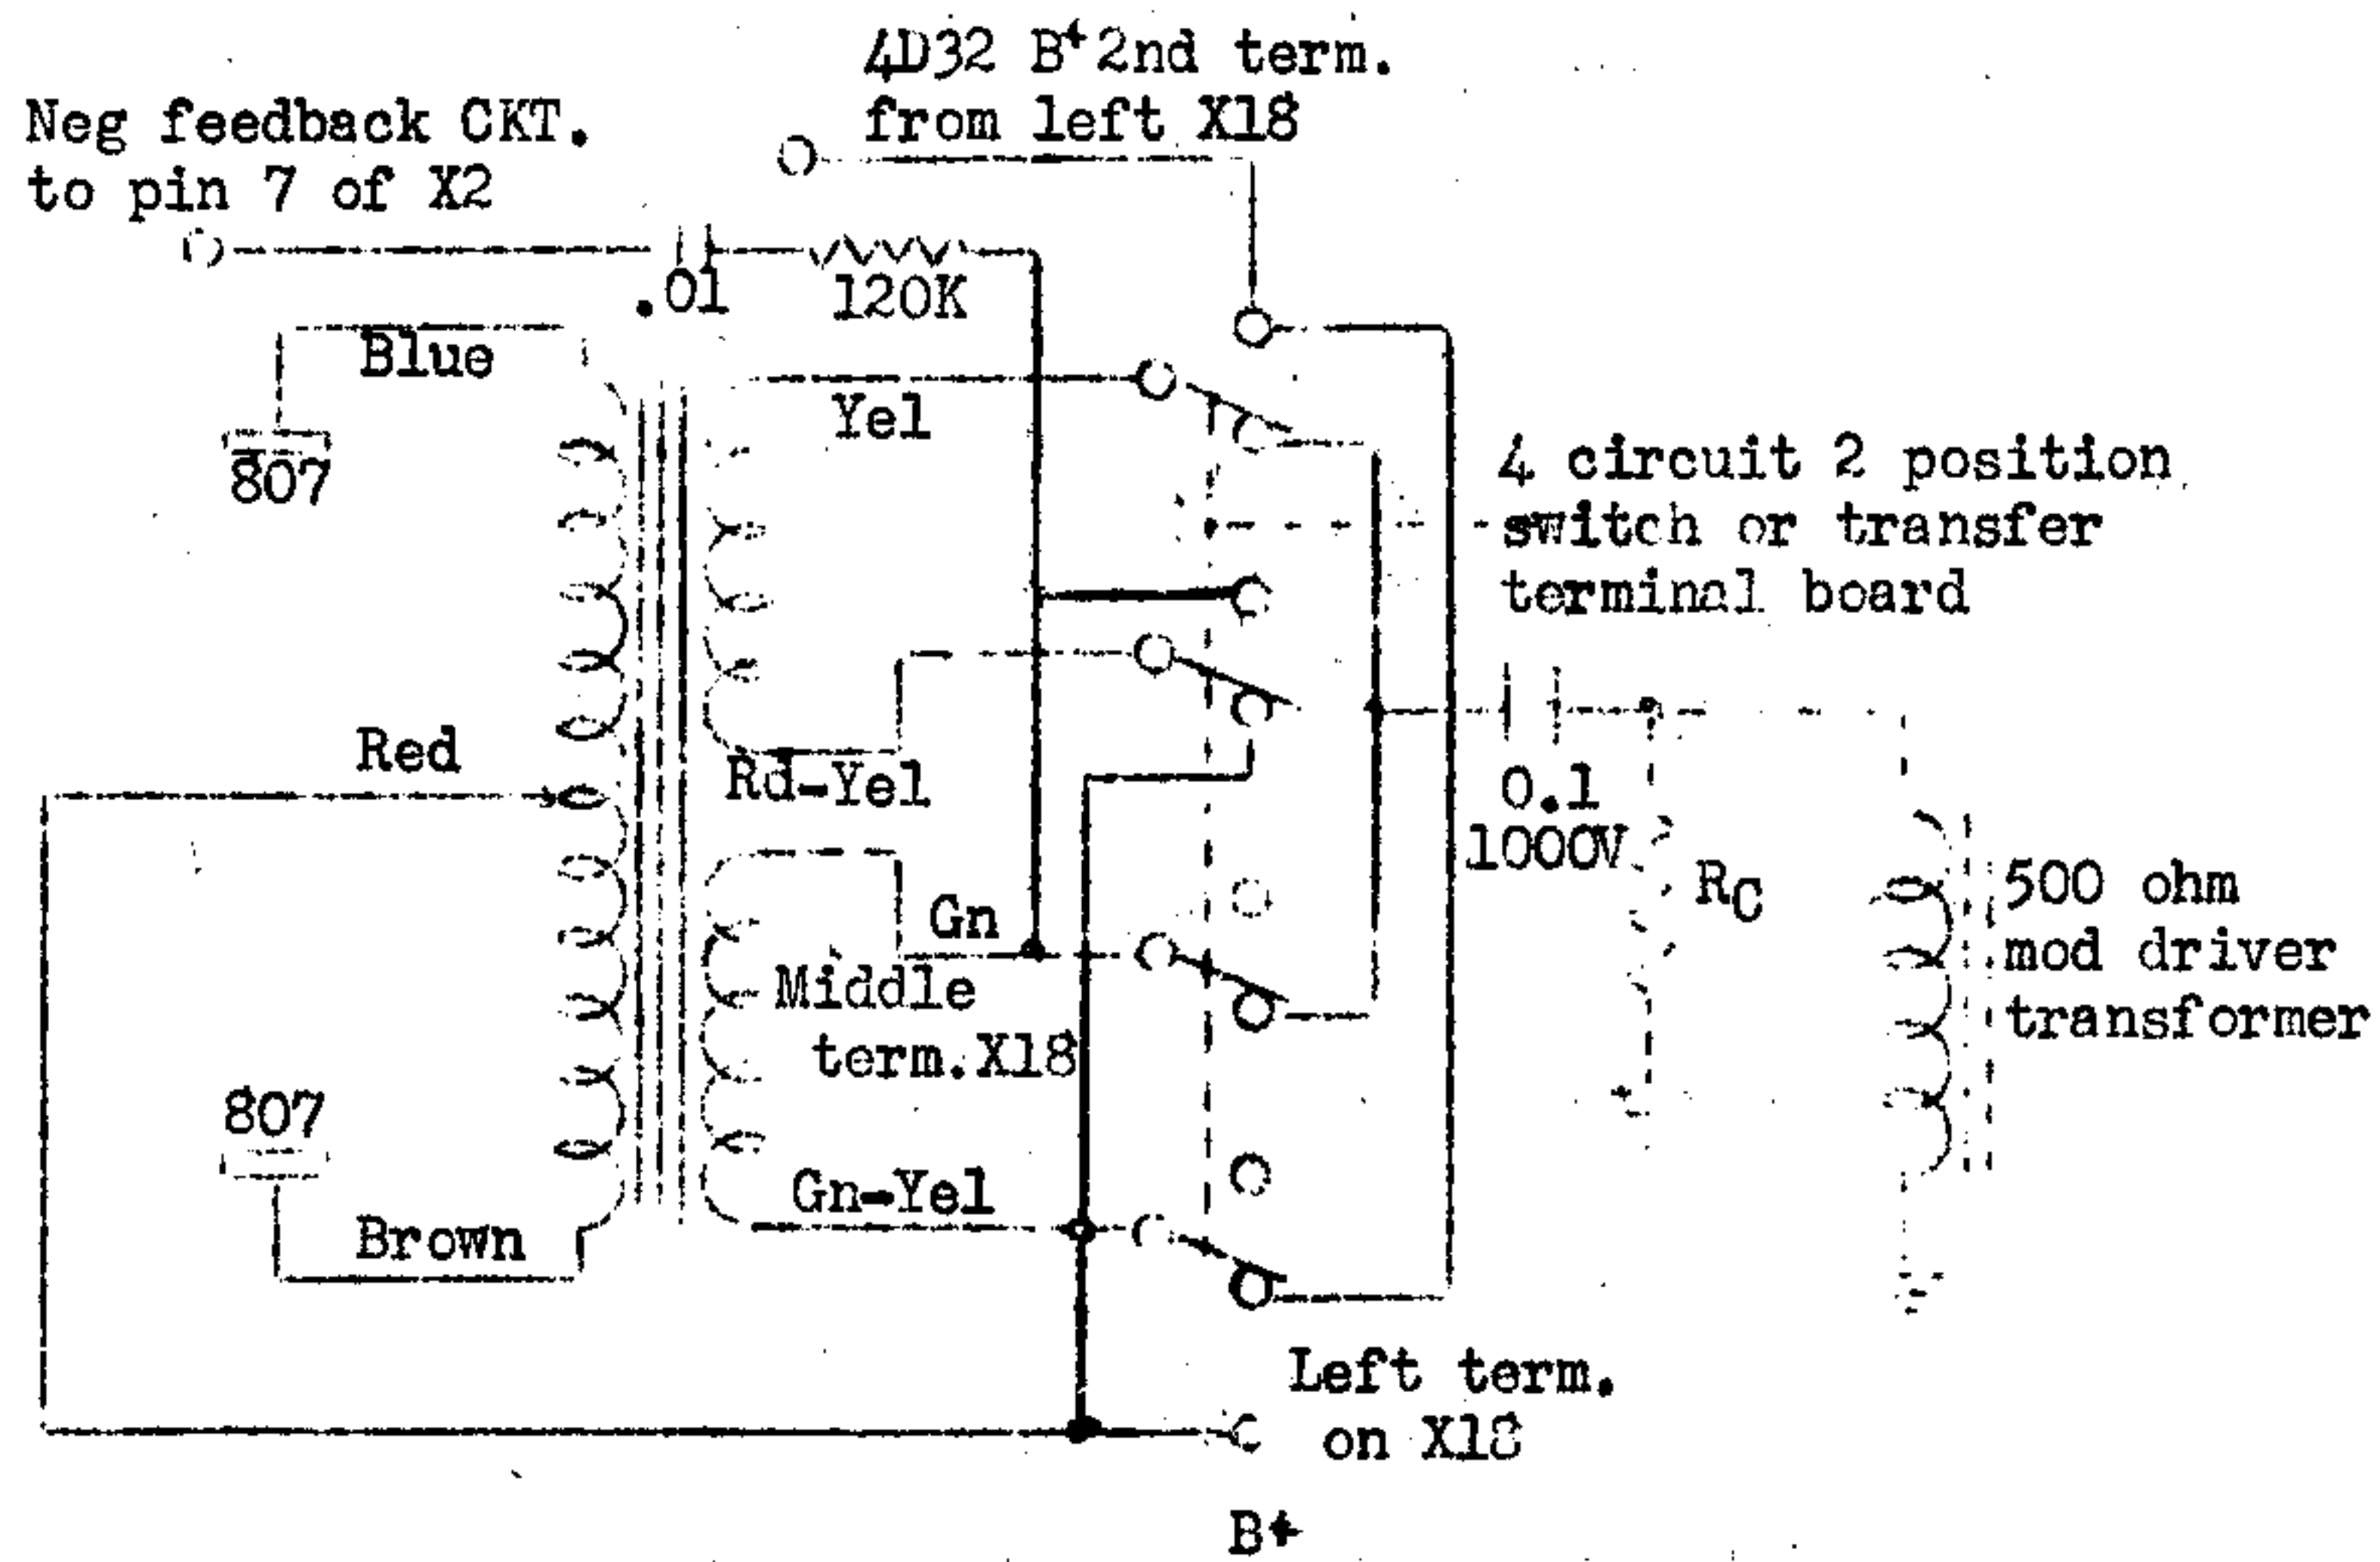 4D32 B+ 2nd term.
from left X18
Neg feedback CKT.
to pin 7 of X2
.01
120K
Blue
Yel
807
4 circuit 2 position
switch or transfer
terminal board
Red
Rd-Yel
0.1
1000V
RC
500 ohm
mod driver
transformer
Gn
Middle
term. X18
807
Gn-Yel
Brown
Left term.
on X18
B+